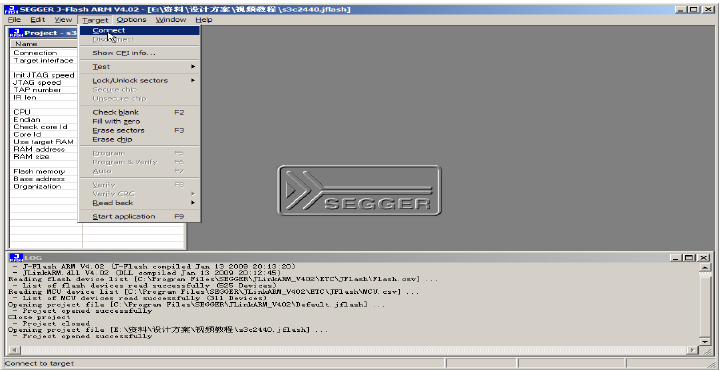 SEGGER J-Flash ARM V4.02 - [E:\资料\设计方案\视频教程\s3c2440.jflash]
File Edit View Target Options Window Help
Project - s3
Name
Connection
Target interface
Init JTAG speed
JTAG speed
TAP number
IR len
CPU
Endian
Check core Id
Core Id
Use target RAM
RAM address
RAM size
Flash memory
Base address
Organization
Connect
Disconnect
Show CFI info...
Test
Lock/Unlock sectors
Secure chip
Unsecure chip
Check blank F2
Fill with zero
Erase sectors F3
Erase chip
Program F5
Program & Verify F6
Auto F7
Verify F8
Verify CRC
Read back
Start application F9
SEGGER
LOG
- J-Flash ARM V4.02 (J-Flash compiled Jan 13 2009 20:13:20)
- JLinkARM.dll V4.02 (DLL compiled Jan 13 2009 20:12:45)
Reading flash device list [C:\Program Files\SEGGER\JLinkARM_V402\ETC\JFlash\Flash.csv] ...
- List of flash devices read successfully (525 Devices)
Reading MCU device list [C:\Program Files\SEGGER\JLinkARM_V402\ETC\JFlash\MCU.csv] ...
- List of MCU devices read successfully (311 Devices)
Opening project file [C:\Program Files\SEGGER\JLinkARM_V402\Default.jflash] ...
- Project opened successfully
Close project
- Project closed
Opening project file [E:\资料\设计方案\视频教程\s3c2440.jflash] ...
- Project opened successfully
Connect to target